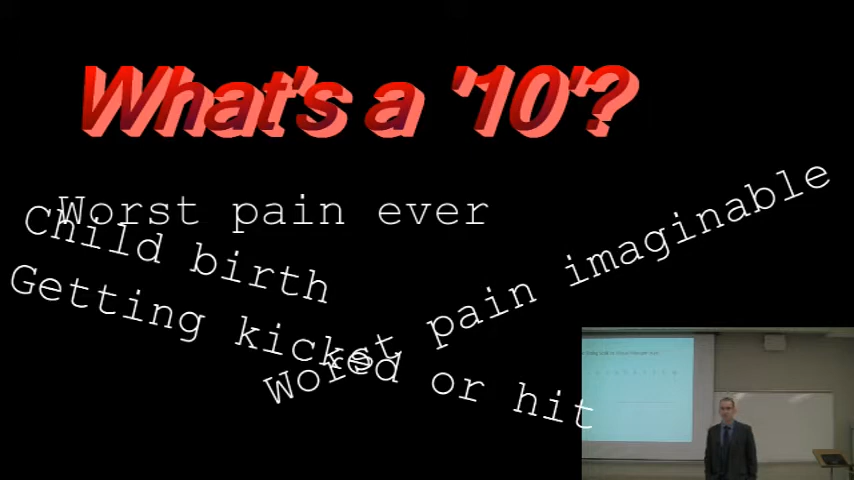 What's a '10'?
Worst pain ever
Child birth
Worst pain imaginable
Getting kicked or hit